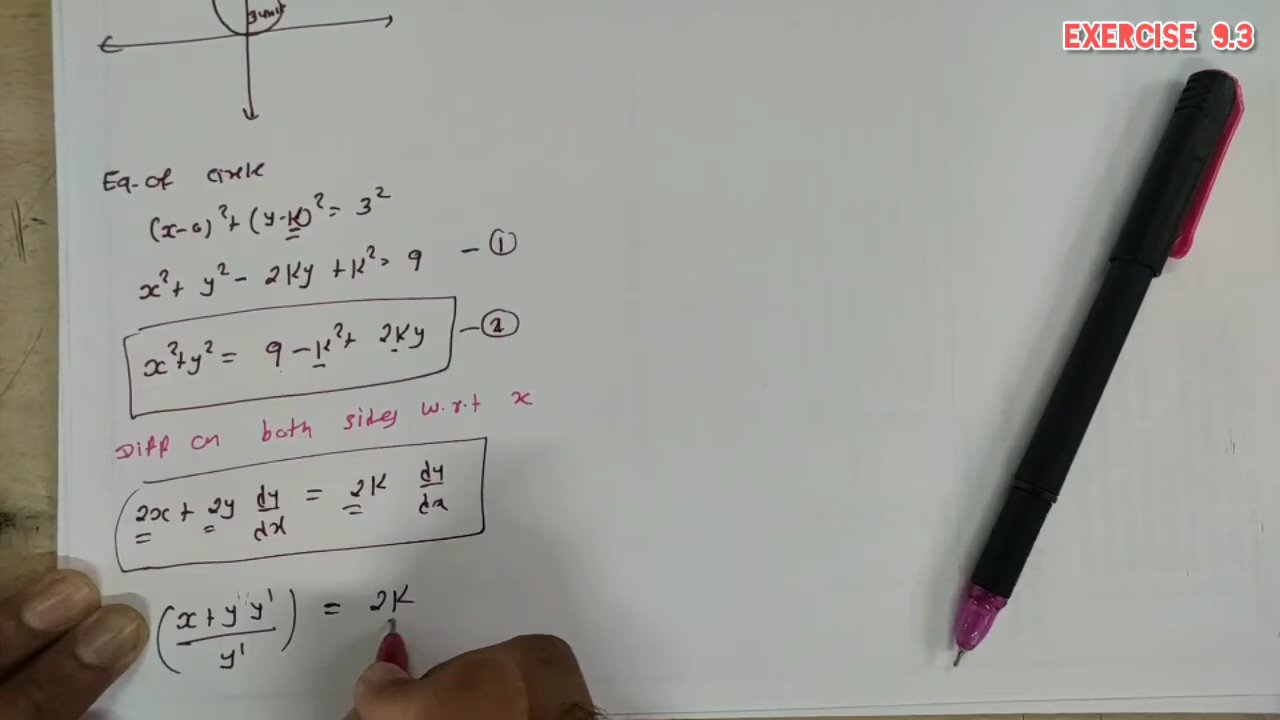 EXERCISE 9.3
3 unit
Eq. of circle
(x-0)² + (y-k)² = 3²
x² + y² - 2ky + k² = 9 - ①
x² + y² = 9 - k² + 2ky - ②
Diff on both sides w.r.t x
2x + 2y dy/dx = 2k dy/dx
(x + y y' / y') = 2k